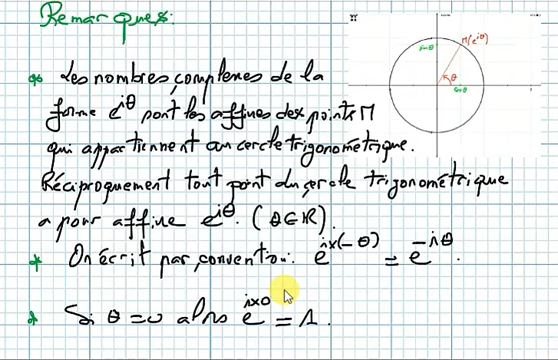 Remarques:
* Les nombres complexes de la
forme e^{iθ} sont les affixes des points M
qui appartiennent au cercle trigonométrique.
Réciproquement tout point du cercle trigonométrique
a pour affixe e^{iθ}. (θ∈ℝ)
* On écrit par convention: e^{i×(-θ)} = e^{-iθ}.
* Si θ = 0 alors e^{i×0} = 1.
M(e^{iθ})
sinθ
θ
cosθ